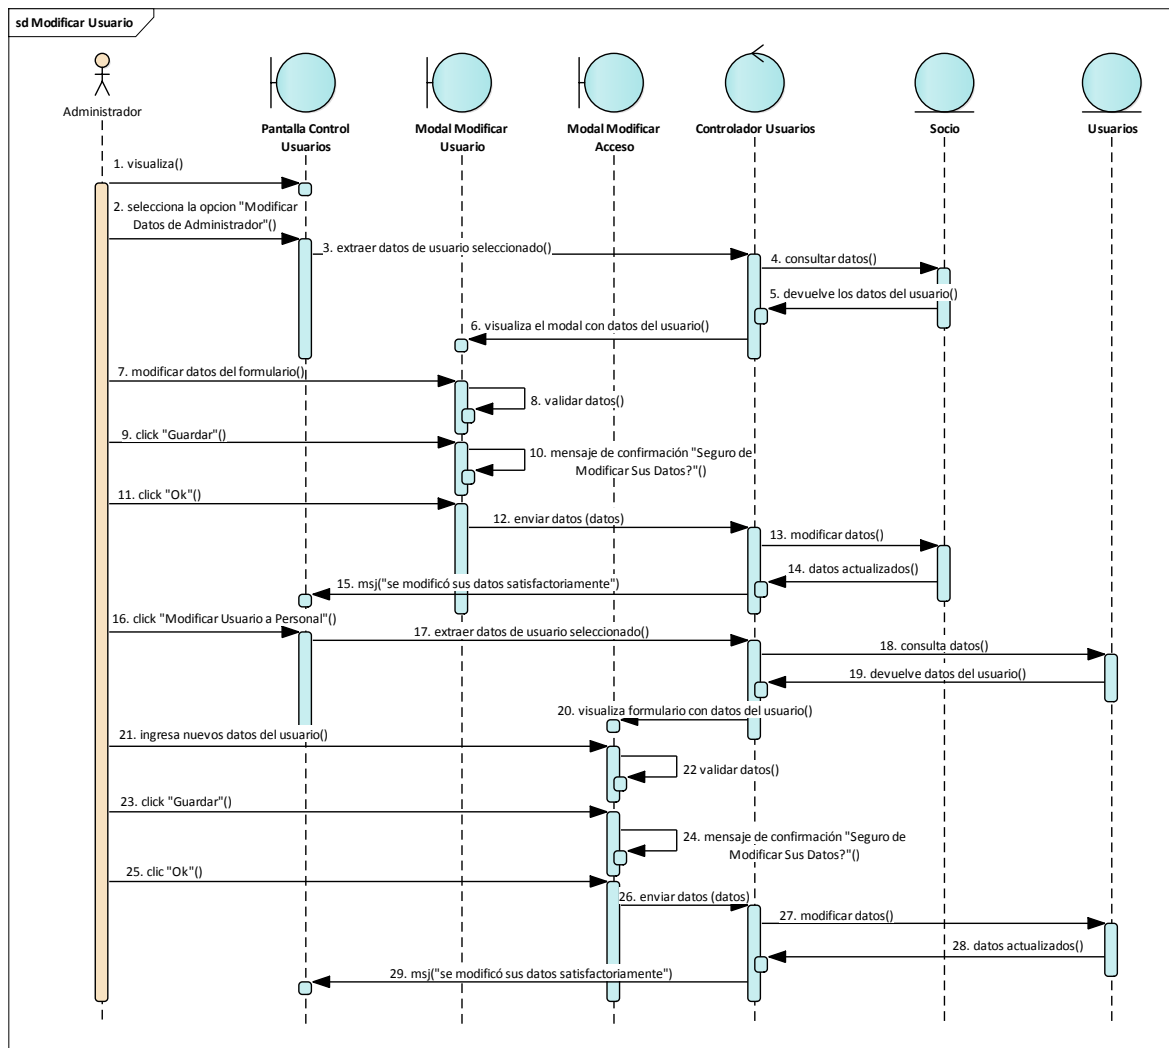 sd Modificar Usuario
Administrador
Pantalla Control
Usuarios
Modal Modificar
Usuario
Modal Modificar
Acceso
Controlador Usuarios
Socio
Usuarios
1. visualiza()
2. selecciona la opcion "Modificar
Datos de Administrador"()
3. extraer datos de usuario seleccionado()
4. consultar datos()
5. devuelve los datos del usuario()
6. visualiza el modal con datos del usuario()
7. modificar datos del formulario()
8. validar datos()
9. click "Guardar"()
10. mensaje de confirmación "Seguro de
Modificar Sus Datos?"()
11. click "Ok"()
12. enviar datos (datos)
13. modificar datos()
14. datos actualizados()
15. msj("se modificó sus datos satisfactoriamente")
16. click "Modificar Usuario a Personal"()
17. extraer datos de usuario seleccionado()
18. consulta datos()
19. devuelve datos del usuario()
20. visualiza formulario con datos del usuario()
21. ingresa nuevos datos del usuario()
22 validar datos()
23. click "Guardar"()
24. mensaje de confirmación "Seguro de
Modificar Sus Datos?"()
25. clic "Ok"()
26. enviar datos (datos)
27. modificar datos()
28. datos actualizados()
29. msj("se modificó sus datos satisfactoriamente")